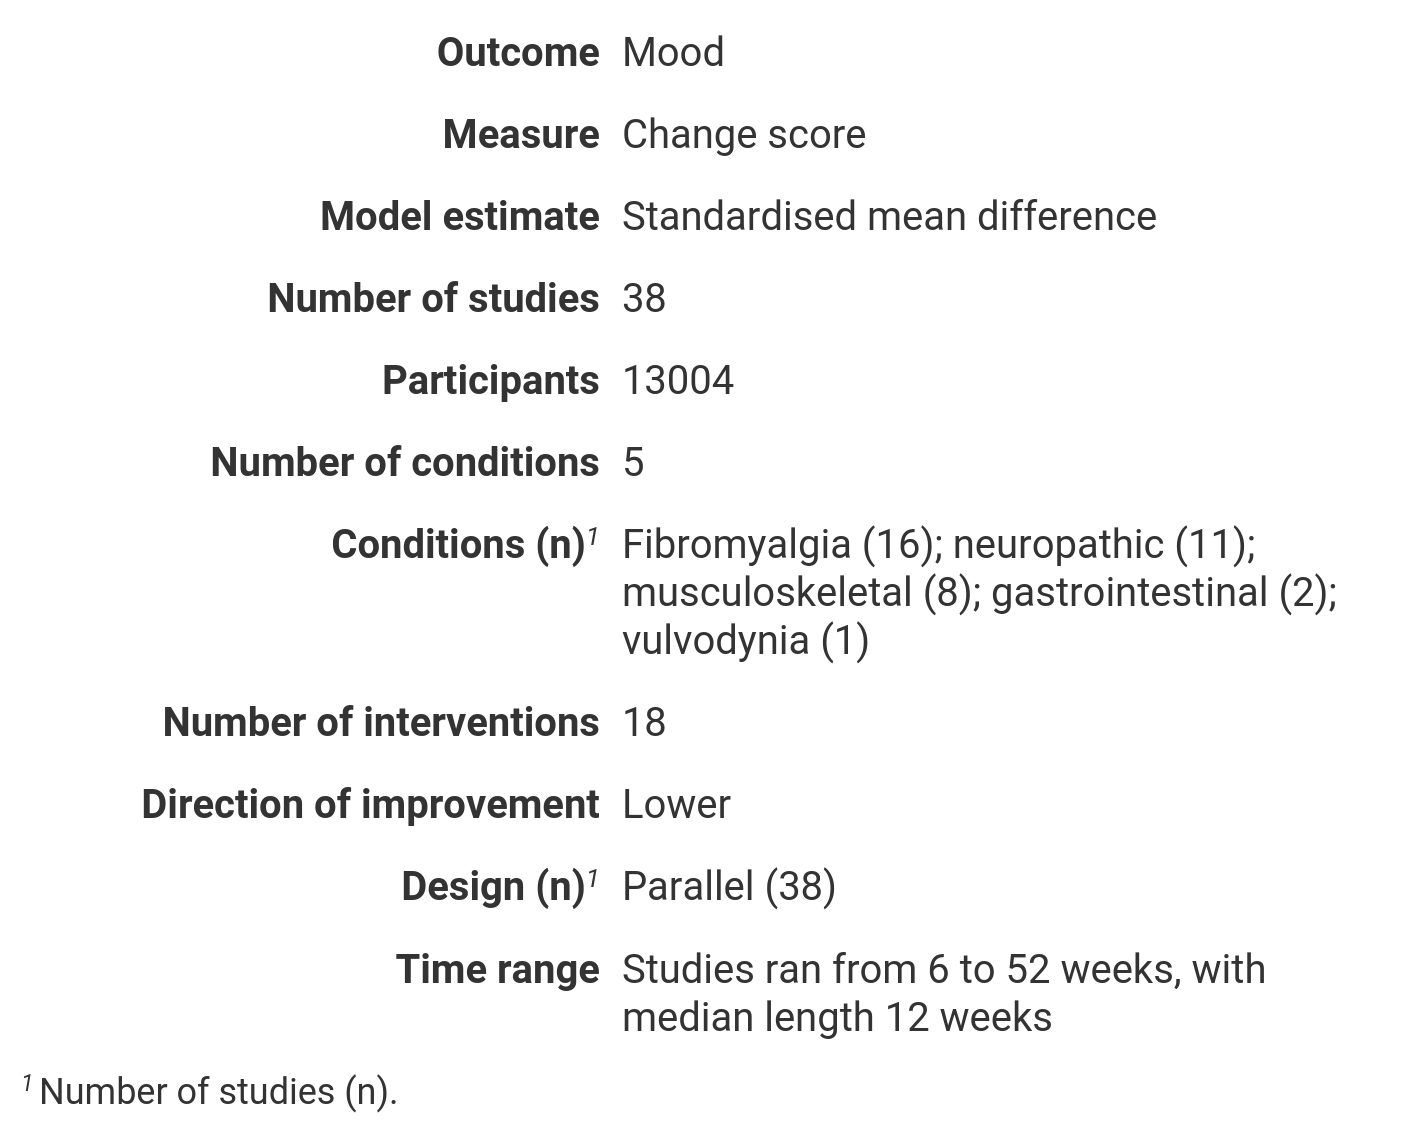 Outcome Mood
Measure Change score
Model estimate Standardised mean difference
Number of studies 38
Participants 13004
Number of conditions 5
Conditions (n)¹ Fibromyalgia (16); neuropathic (11);
musculoskeletal (8); gastrointestinal (2);
vulvodynia (1)
Number of interventions 18
Direction of improvement Lower
Design (n)¹ Parallel (38)
Time range Studies ran from 6 to 52 weeks, with
median length 12 weeks
¹ Number of studies (n).